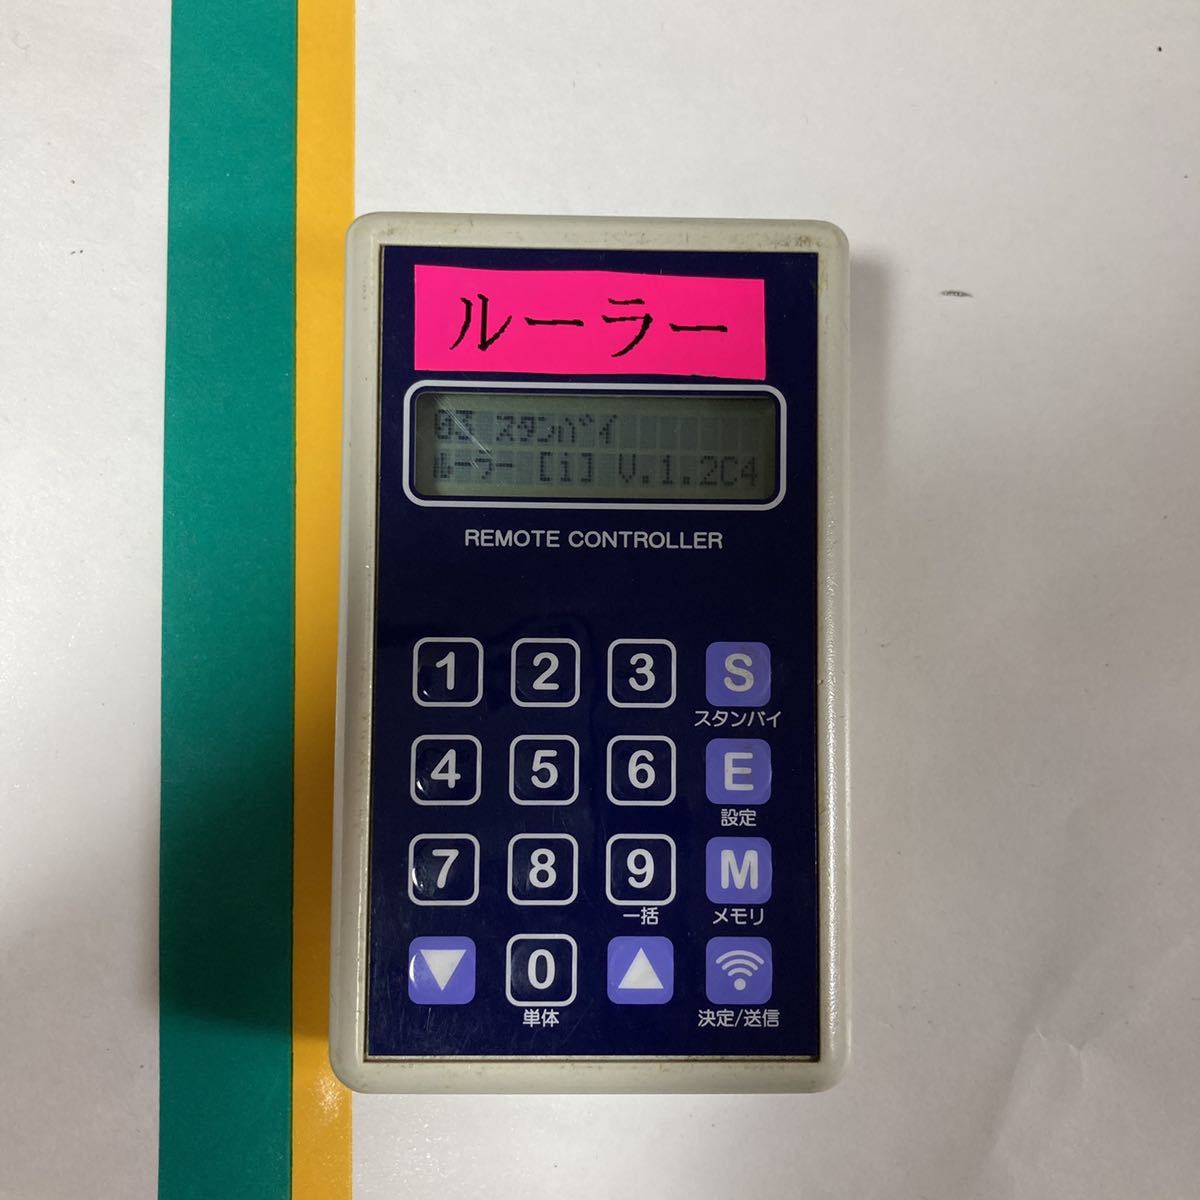 ルーラー
03 スタンバイ
ルーラー [i] V.1.2C4
REMOTE CONTROLLER
1 2 3 S
スタンバイ
4 5 6 E
設定
7 8 9 M
一括 メモリ
0
単体 決定/送信